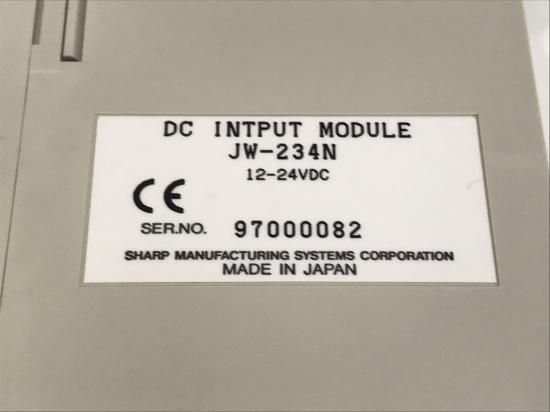 DC INTPUT MODULE
JW-234N
12-24VDC
CE
SER.NO. 97000082
SHARP MANUFACTURING SYSTEMS CORPORATION
MADE IN JAPAN